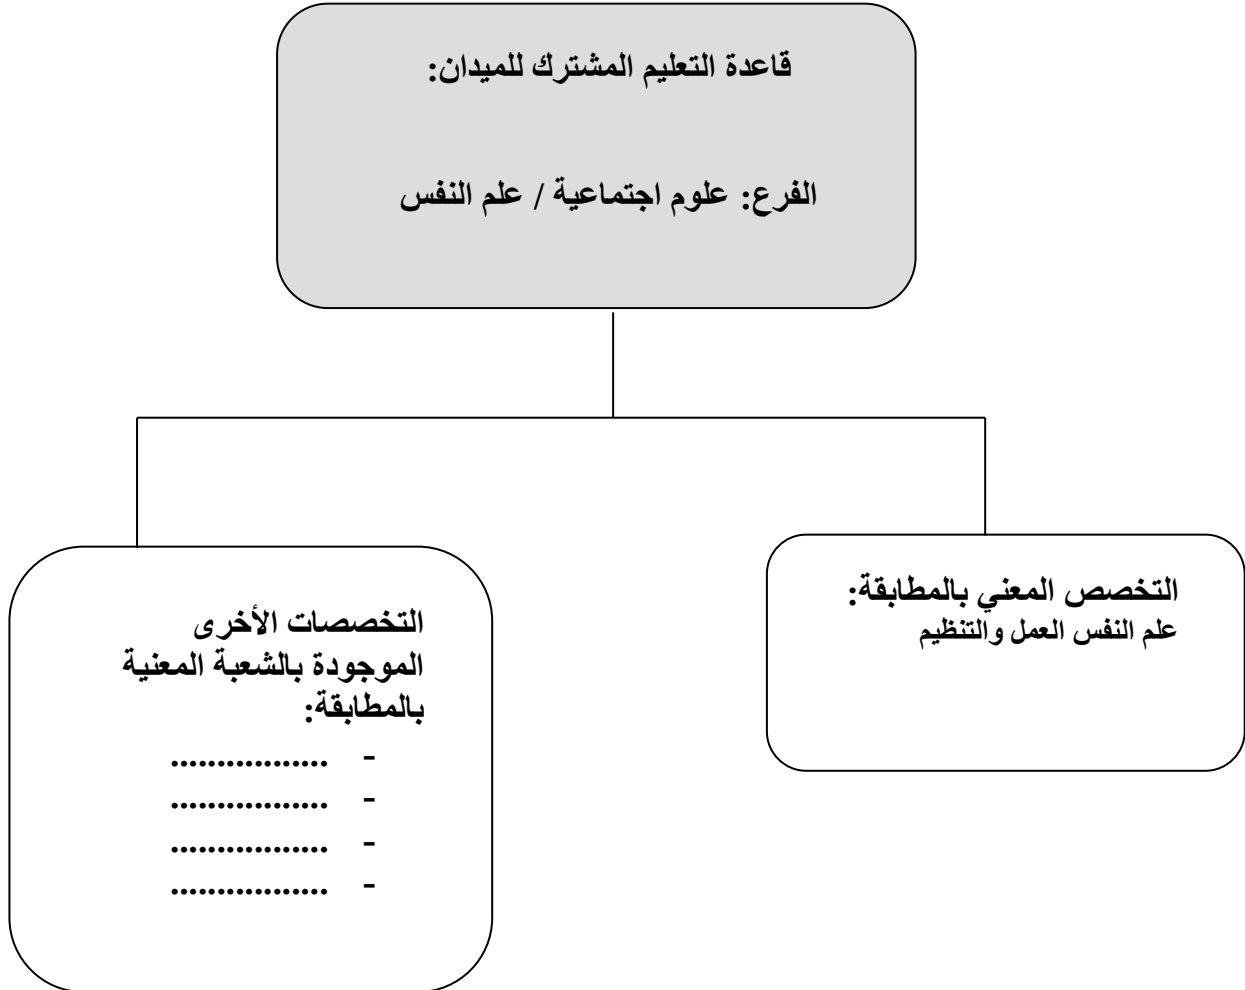 قاعدة التعليم المشترك للميدان:
الفرع: علوم اجتماعية / علم النفس
التخصص المعني بالمطابقة:
علم النفس العمل والتنظيم
التخصصات الأخرى
الموجودة بالشعبة المعنية
بالمطابقة:
- .................
- .................
- .................
- .................